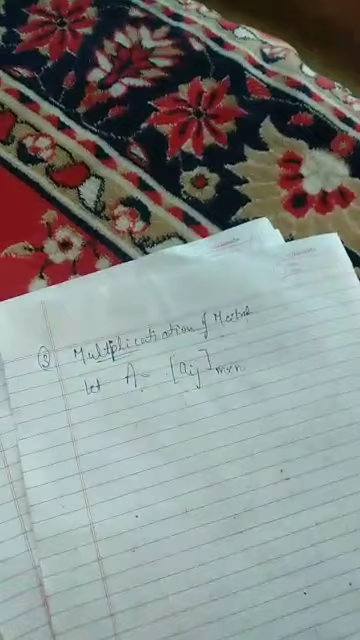 ③ Multiplication of Matrix
let A = [aij]m×n